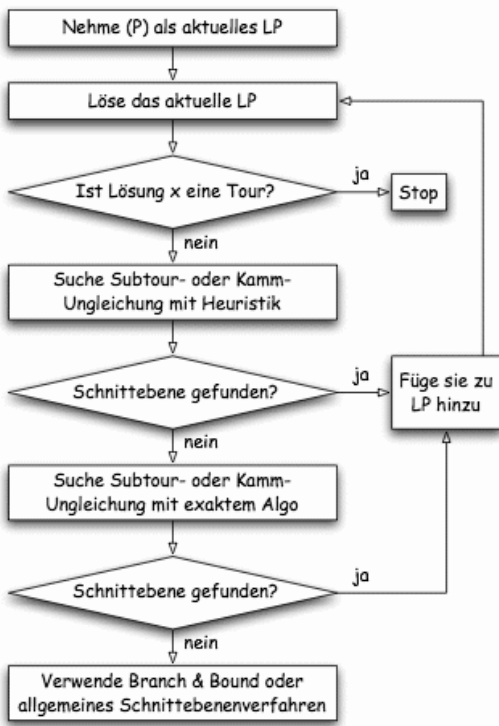 Nehme (P) als aktuelles LP
Löse das aktuelle LP
Ist Lösung x eine Tour?
ja
Stop
nein
Suche Subtour- oder Kamm-
Ungleichung mit Heuristik
Schnittebene gefunden?
ja
Füge sie zu
LP hinzu
nein
Suche Subtour- oder Kamm-
Ungleichung mit exaktem Algo
Schnittebene gefunden?
ja
nein
Verwende Branch & Bound oder
allgemeines Schnittebenenverfahren